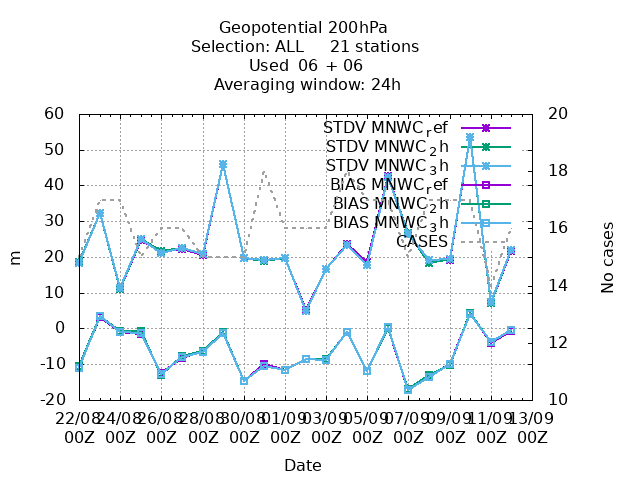 Geopotential 200hPa
Selection: ALL     21 stations
Used  06 + 06
Averaging window: 24h
60
50
40
30
20
10
0
-10
-20
m
20
18
16
14
12
10
No cases
STDV MNWC_ref
STDV MNWC_2h
STDV MNWC_3h
BIAS MNWC_ref
BIAS MNWC_2h
BIAS MNWC_3h
CASES
22/08 24/08 26/08 28/08 30/08 01/09 03/09 05/09 07/09 09/09 11/09 13/09
00Z 00Z 00Z 00Z 00Z 00Z 00Z 00Z 00Z 00Z 00Z 00Z
Date